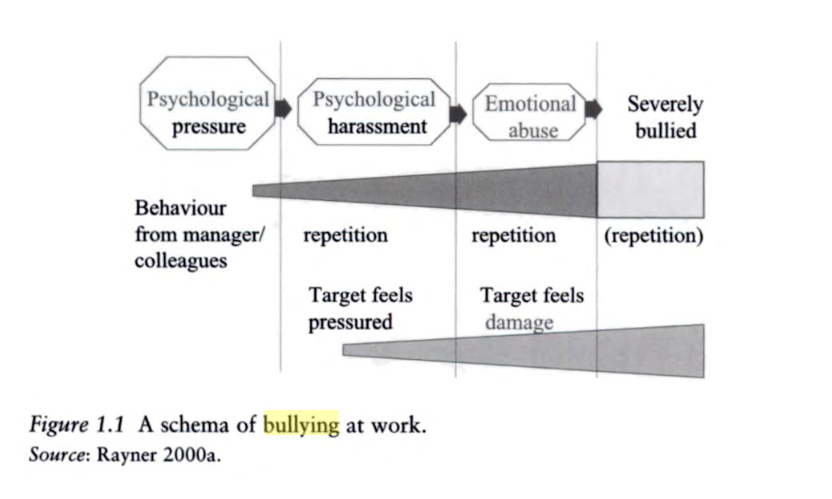 Psychological
pressure
Psychological
harassment
Emotional
abuse
Severely
bullied
Behaviour
from manager/
colleagues
repetition
repetition
(repetition)
Target feels
pressured
Target feels
damage
Figure 1.1 A schema of bullying at work.
Source: Rayner 2000a.